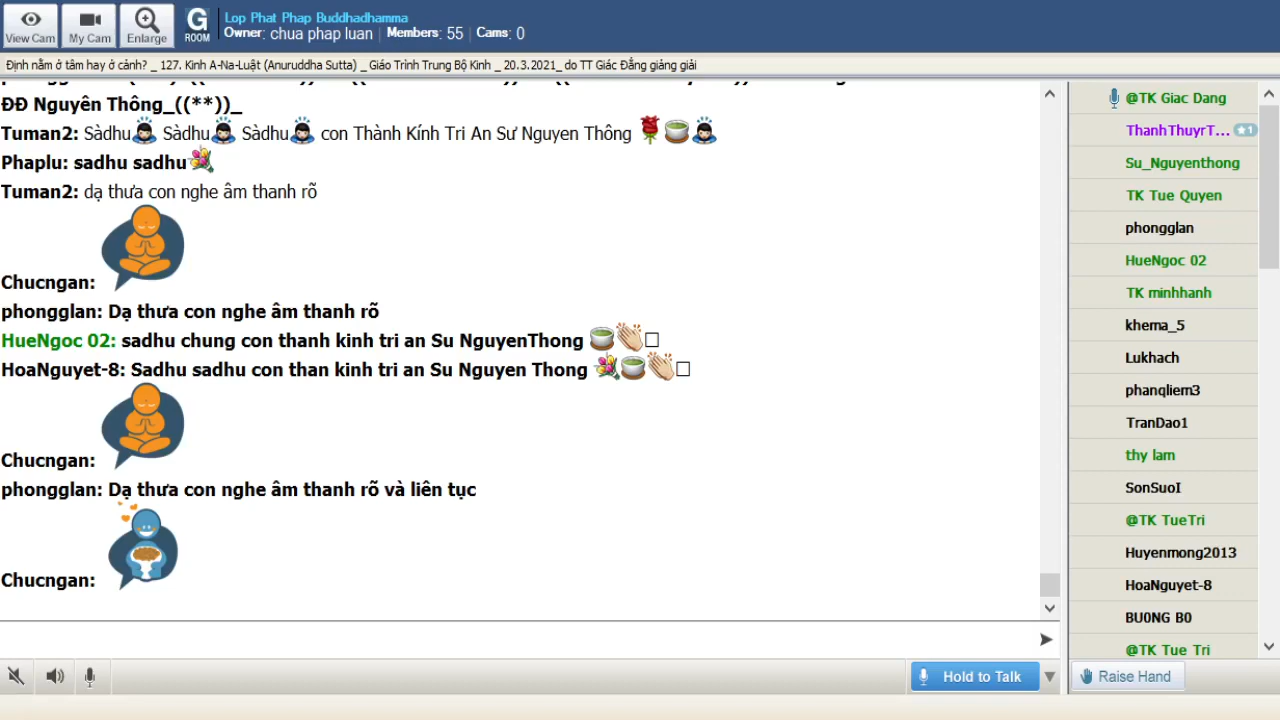 View Cam
My Cam
Enlarge
G
ROOM
Lop Phat Phap Buddhadhamma
Owner: chua phap luan | Members: 55 | Cams: 0
Định nằm ở tâm hay ở cảnh? _ 127. Kinh A-Na-Luật (Anuruddha Sutta) _ Giáo Trình Trung Bộ Kinh _ 20.3.2021_ do TT Giác Đẳng giảng giải
ĐĐ Nguyên Thông_((**))_
Tuman2: Sàdhu Sàdhu Sàdhu con Thành Kính Tri An Sư Nguyen Thông
Phaplu: sadhu sadhu
Tuman2: dạ thưa con nghe âm thanh rõ
Chucngan:
phongglan: Dạ thưa con nghe âm thanh rõ
HueNgoc 02: sadhu chung con thanh kinh tri an Su NguyenThong
HoaNguyet-8: Sadhu sadhu con than kinh tri an Su Nguyen Thong
Chucngan:
phongglan: Dạ thưa con nghe âm thanh rõ và liên tục
Chucngan:
Hold to Talk
@TK Giac Dang
ThanhThuyrT... ★1
Su_Nguyenthong
TK Tue Quyen
phongglan
HueNgoc 02
TK minhhanh
khema_5
Lukhach
phanqliem3
TranDao1
thy lam
SonSuoI
@TK TueTri
Huyenmong2013
HoaNguyet-8
BU0NG B0
@TK Tue Tri
Raise Hand